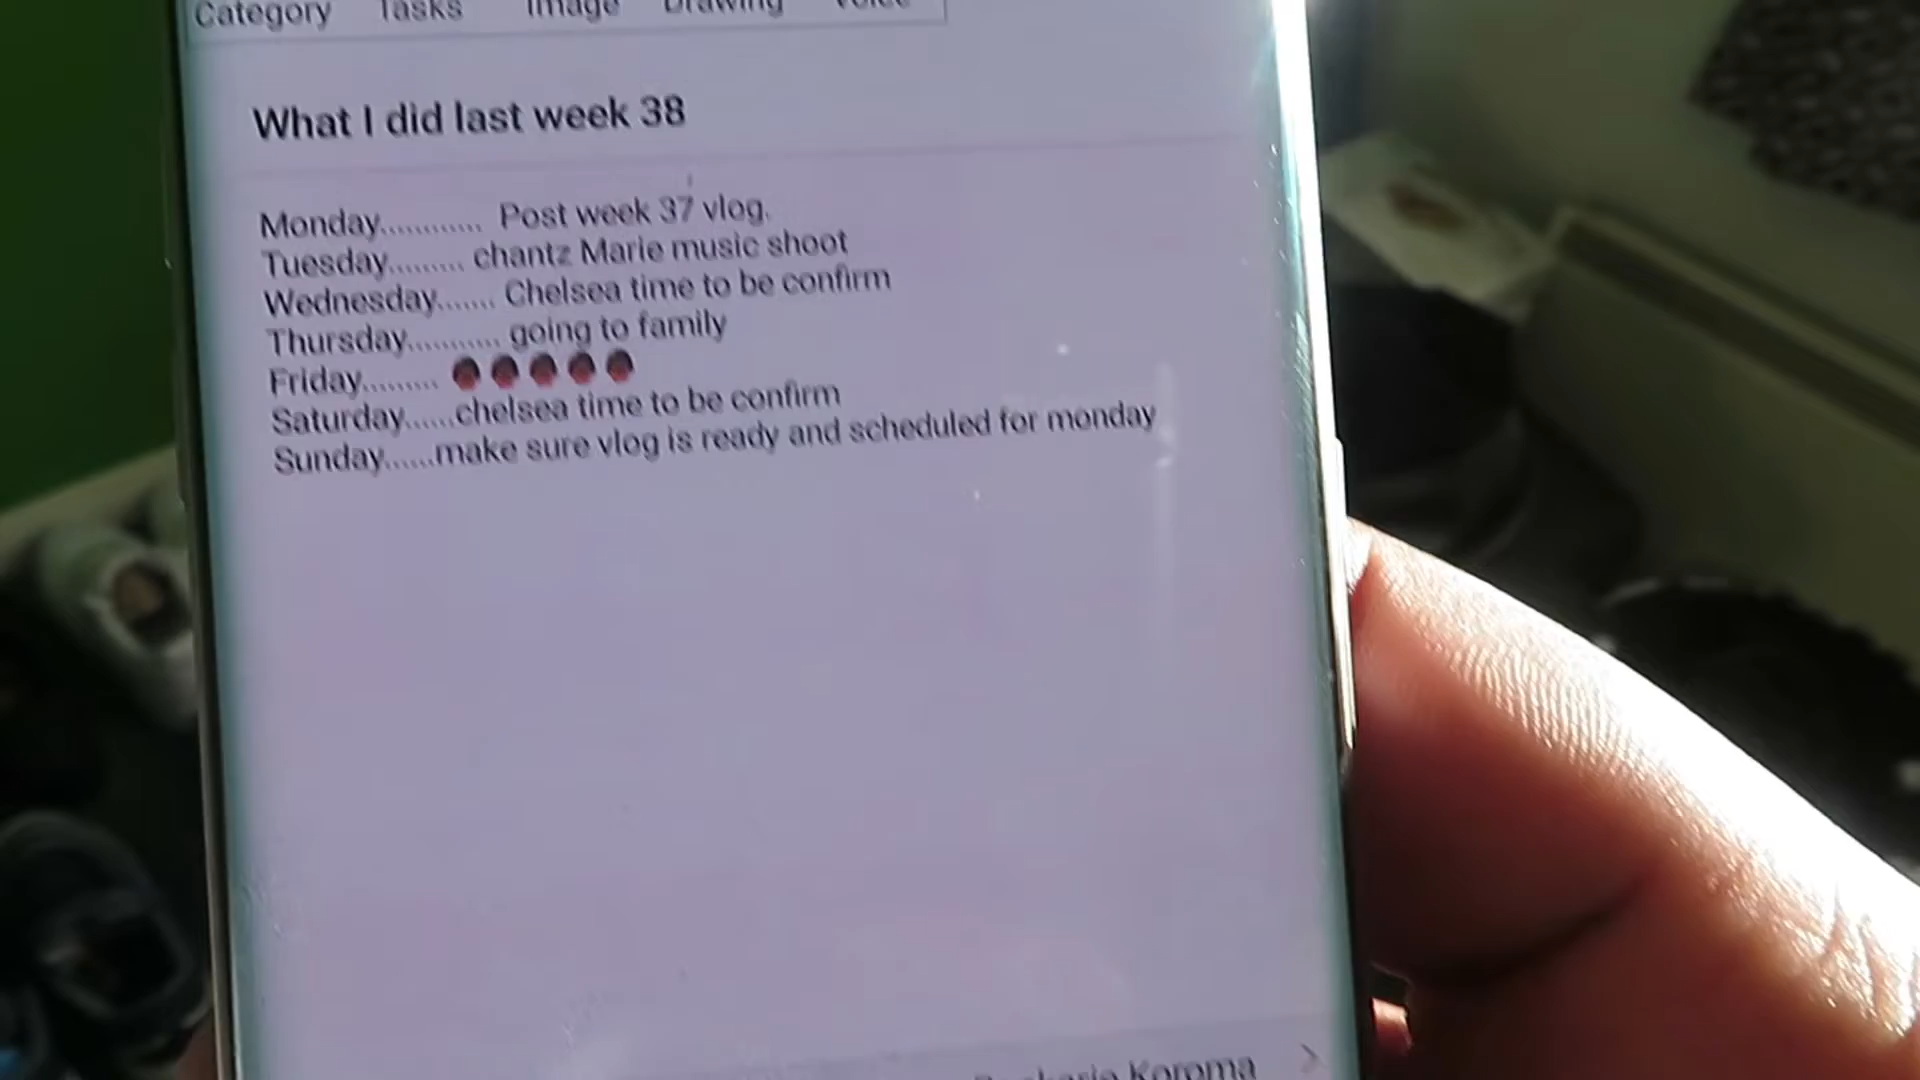 Category Tasks Image Drawing Voice
What I did last week 38
Monday............ Post week 37 vlog.
Tuesday......... chantz Marie music shoot
Wednesday....... Chelsea time to be confirm
Thursday........... going to family
Friday......... 
Saturday......chelsea time to be confirm
Sunday......make sure vlog is ready and scheduled for monday
Koroma